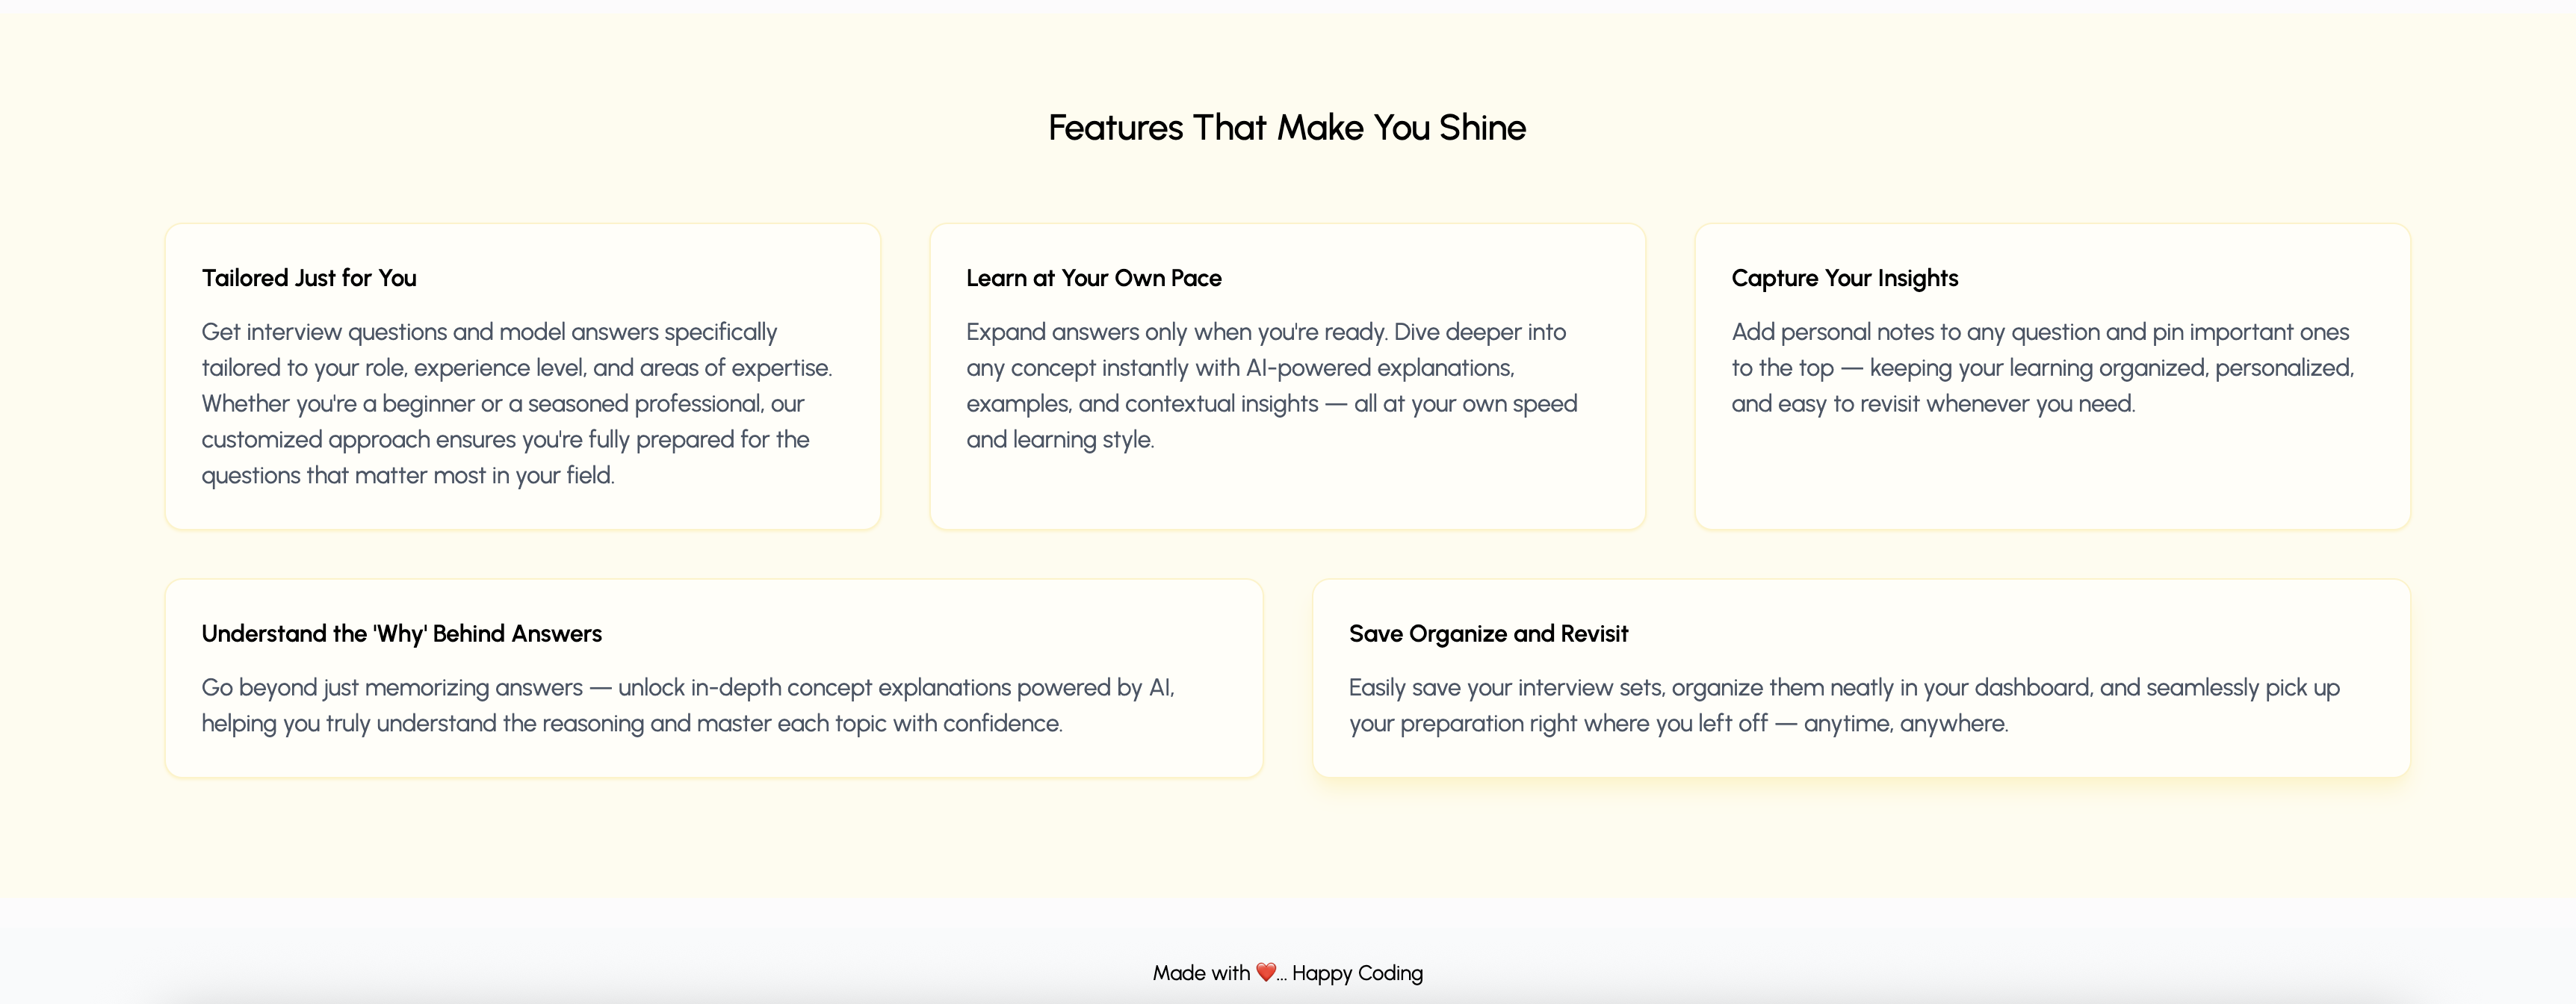 Features That Make You Shine
Tailored Just for You
Get interview questions and model answers specifically
tailored to your role, experience level, and areas of expertise.
Whether you're a beginner or a seasoned professional, our
customized approach ensures you're fully prepared for the
questions that matter most in your field.
Learn at Your Own Pace
Expand answers only when you're ready. Dive deeper into
any concept instantly with AI-powered explanations,
examples, and contextual insights — all at your own speed
and learning style.
Capture Your Insights
Add personal notes to any question and pin important ones
to the top — keeping your learning organized, personalized,
and easy to revisit whenever you need.
Understand the 'Why' Behind Answers
Go beyond just memorizing answers — unlock in-depth concept explanations powered by AI,
helping you truly understand the reasoning and master each topic with confidence.
Save Organize and Revisit
Easily save your interview sets, organize them neatly in your dashboard, and seamlessly pick up
your preparation right where you left off — anytime, anywhere.
Made with ❤️... Happy Coding